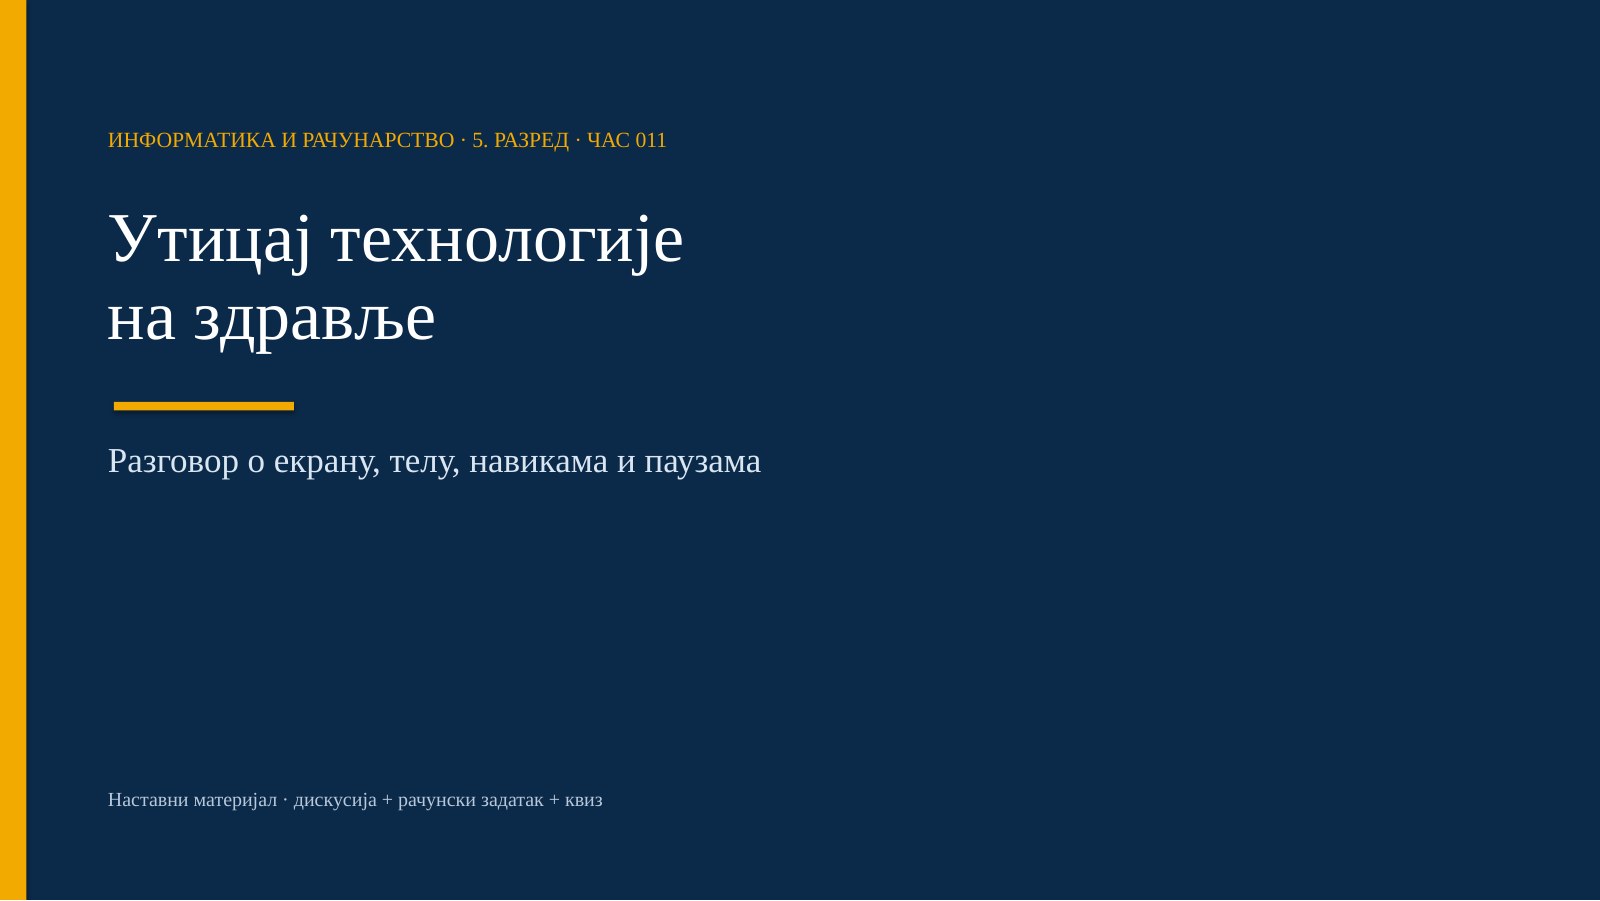 ИНФОРМАТИКА И РАЧУНАРСТВО · 5. РАЗРЕД · ЧАС 011
Утицај технологије
на здравље
Разговор о екрану, телу, навикама и паузама
Наставни материјал · дискусија + рачунски задатак + квиз